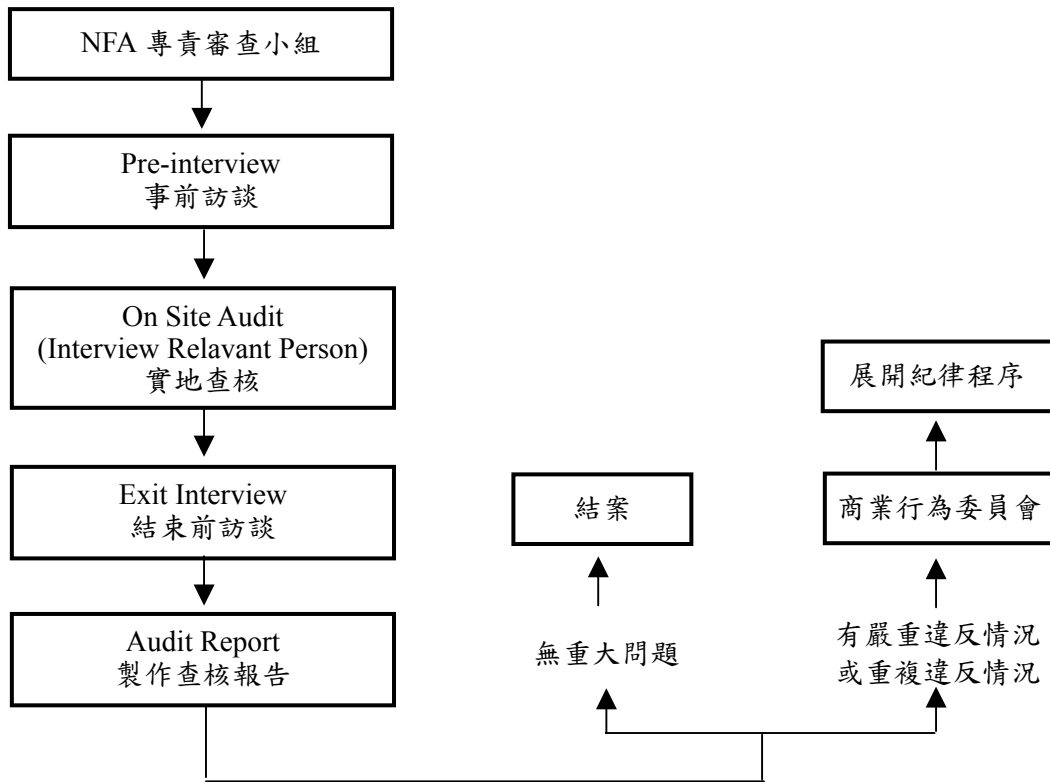 NFA 專責審查小組
Pre-interview
事前訪談
On Site Audit
(Interview Relavant Person)
實地查核
Exit Interview
結束前訪談
Audit Report
製作查核報告
無重大問題
結案
有嚴重違反情況
或重複違反情況
商業行為委員會
展開紀律程序